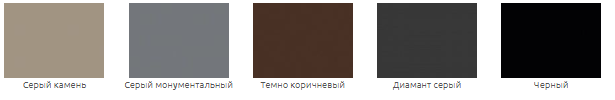 Серый камень
Серый монументальный
Темно коричневый
Диамант серый
Черный